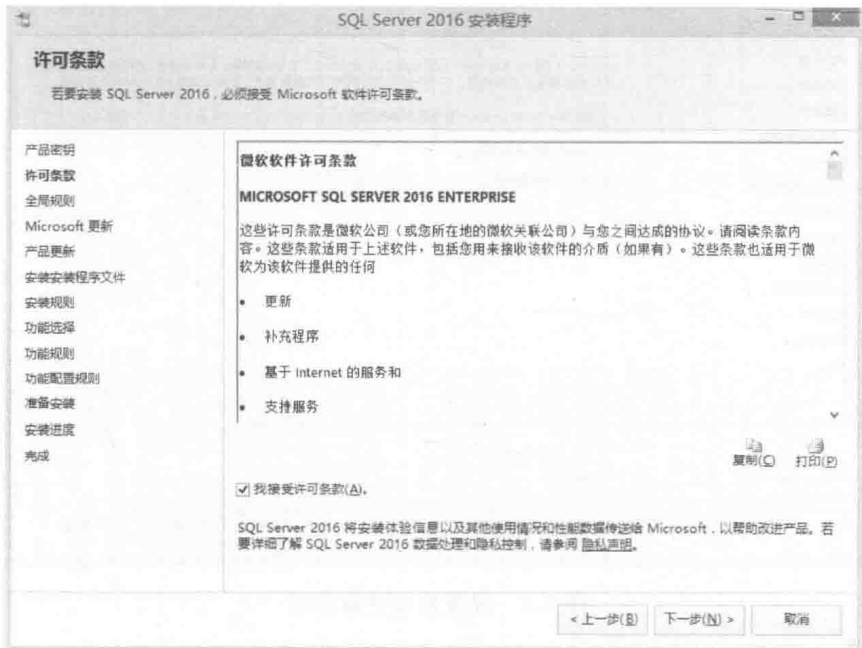 SQL Server 2016 安装程序
许可条款
若要安装 SQL Server 2016，必须接受 Microsoft 软件许可条款。
产品密钥
许可条款
全局规则
Microsoft 更新
产品更新
安装安装程序文件
安装规则
功能选择
功能规则
功能配置规则
准备安装
安装进度
完成
微软软件许可条款
MICROSOFT SQL SERVER 2016 ENTERPRISE
这些许可条款是微软公司（或您所在地的微软关联公司）与您之间达成的协议。请阅读条款内
容。这些条款适用于上述软件，包括您用来接收该软件的介质（如果有）。这些条款也适用于微
软为该软件提供的任何
• 更新
• 补充程序
• 基于 Internet 的服务和
• 支持服务
复制(C) 打印(P)
我接受许可条款(A)。
SQL Server 2016 将安装体验信息以及其他使用情况和性能数据传送给 Microsoft，以帮助改进产品。若
要详细了解 SQL Server 2016 数据处理和隐私控制，请参阅 隐私声明。
< 上一步(B) 下一步(N) > 取消